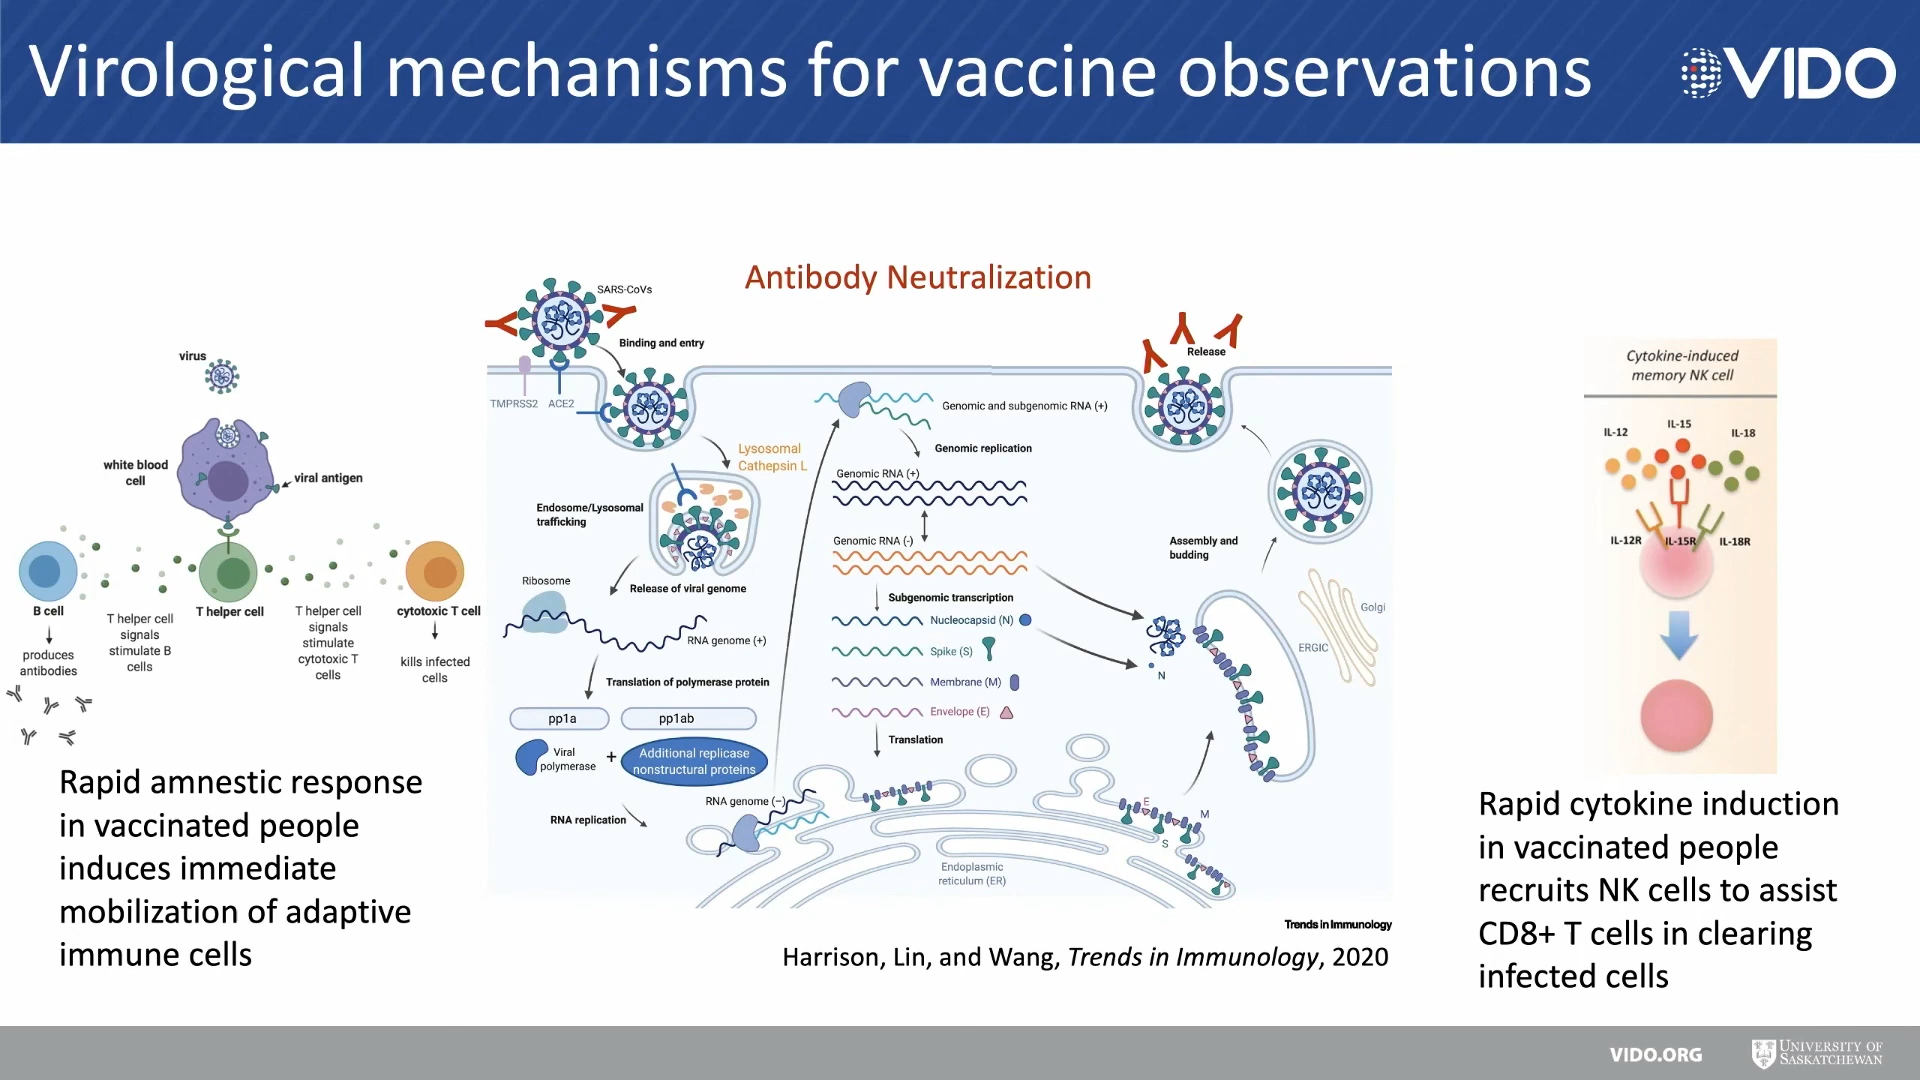 Virological mechanisms for vaccine observations
VIDO
virus
white blood
cell
viral antigen
B cell
T helper cell
cytotoxic T cell
produces
antibodies
T helper cell
signals
stimulate B
cells
T helper cell
signals
stimulate
cytotoxic T
cells
kills infected
cells
Rapid amnestic response
in vaccinated people
induces immediate
mobilization of adaptive
immune cells
Antibody Neutralization
SARS-CoVs
Binding and entry
TMPRSS2
ACE2
Lysosomal
Cathepsin L
Endosome/Lysosomal
trafficking
Ribosome
Release of viral genome
RNA genome (+)
Translation of polymerase protein
pp1a
pp1ab
Viral
polymerase
+
Additional replicase
nonstructural proteins
RNA genome (−)
RNA replication
Genomic and subgenomic RNA (+)
Genomic replication
Genomic RNA (+)
Genomic RNA (-)
Subgenomic transcription
Nucleocapsid (N)
Spike (S)
Membrane (M)
Envelope (E)
Translation
Endoplasmic
reticulum (ER)
Release
Assembly and
budding
Golgi
ERGIC
N
E
M
S
Trends in Immunology
Harrison, Lin, and Wang, Trends in Immunology, 2020
Cytokine-induced
memory NK cell
IL-12
IL-15
IL-18
IL-12R
IL-15R
IL-18R
Rapid cytokine induction
in vaccinated people
recruits NK cells to assist
CD8+ T cells in clearing
infected cells
VIDO.ORG
UNIVERSITY OF
SASKATCHEWAN